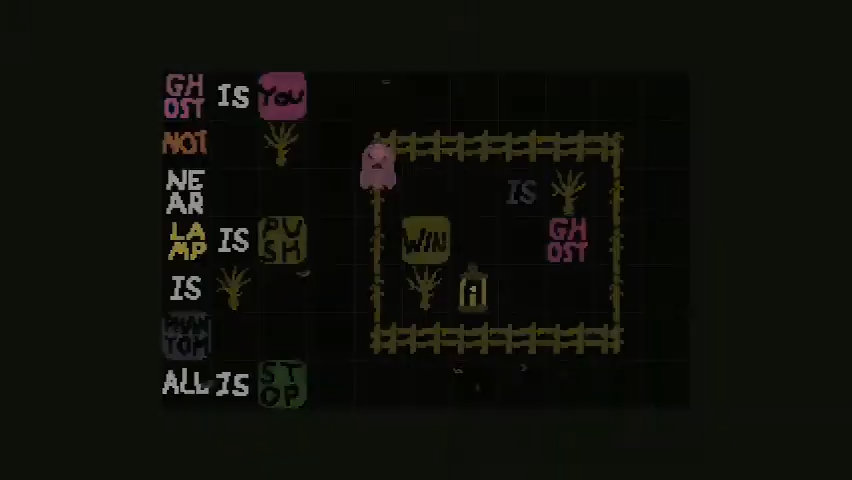 GHOST IS YOU
NOT
NEAR IS
WIN GHOST
LAMP IS PUSH
IS
PHANTOM
ALL IS STOP